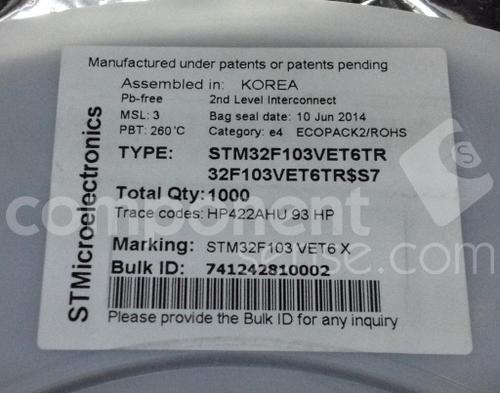 Manufactured under patents or patents pending
Assembled in: KOREA
Pb-free 2nd Level Interconnect
MSL: 3 Bag seal date: 10 Jun 2014
PBT: 260°C Category: e4 ECOPACK2/ROHS
TYPE: STM32F103VET6TR
32F103VET6TR$S7
Total Qty: 1000
Trace codes: HP422AHU 93 HP
Marking: STM32F103 VET6 X
Bulk ID: 741242810002
Please provide the Bulk ID for any inquiry
STMicroelectronics
component
sense.com